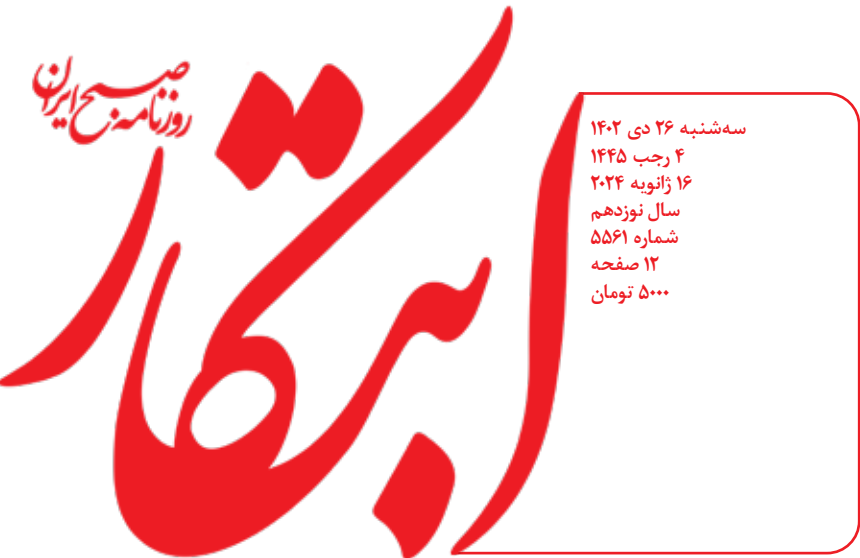 ابتکار
روزنامه صبح ایران
سه‌شنبه ۲۶ دی ۱۴۰۲
۴ رجب ۱۴۴۵
۱۶ ژانویه ۲۰۲۴
سال نوزدهم
شماره ۵۵۶۱
۱۲ صفحه
۵۰۰۰ تومان